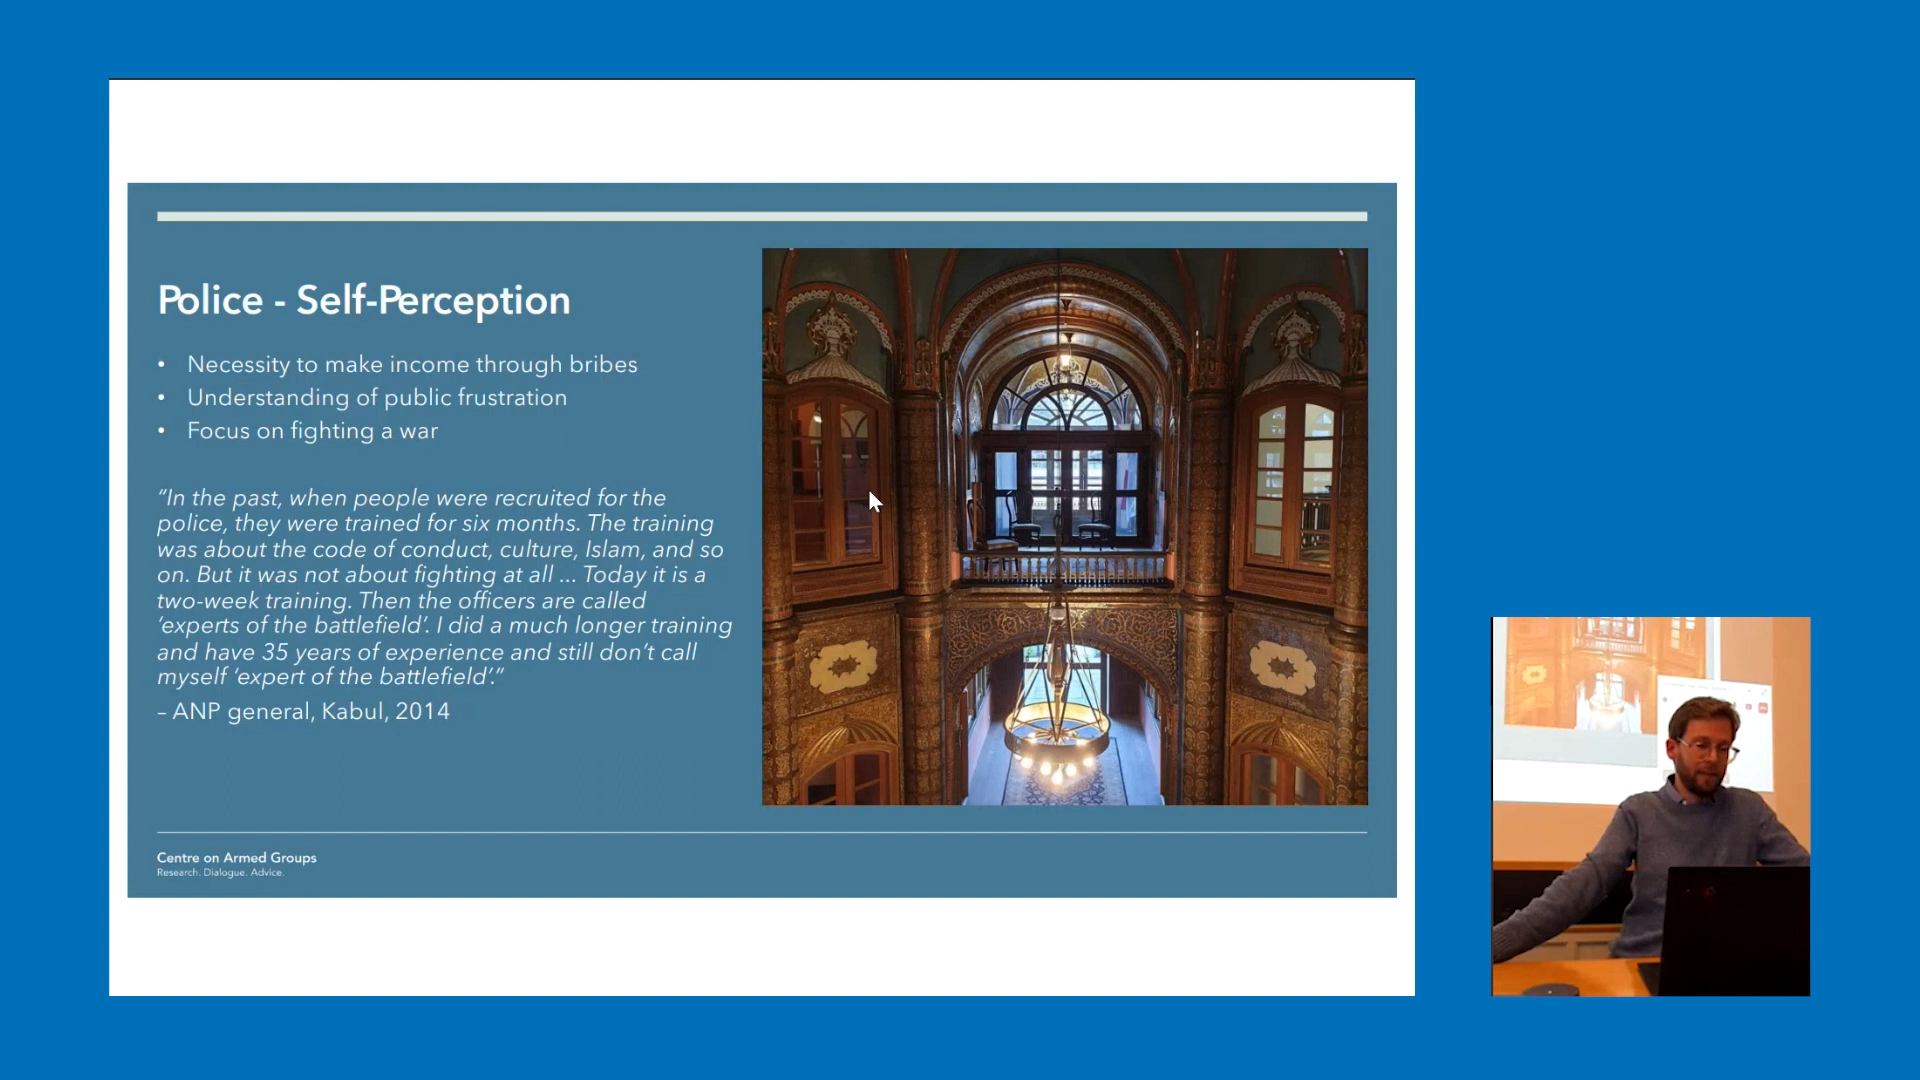 Police - Self-Perception
• Necessity to make income through bribes
• Understanding of public frustration
• Focus on fighting a war
“In the past, when people were recruited for the
police, they were trained for six months. The training
was about the code of conduct, culture, Islam, and so
on. But it was not about fighting at all ... Today it is a
two-week training. Then the officers are called
‘experts of the battlefield’. I did a much longer training
and have 35 years of experience and still don’t call
myself ‘expert of the battlefield’.”
– ANP general, Kabul, 2014
Centre on Armed Groups
Research. Dialogue. Advice.